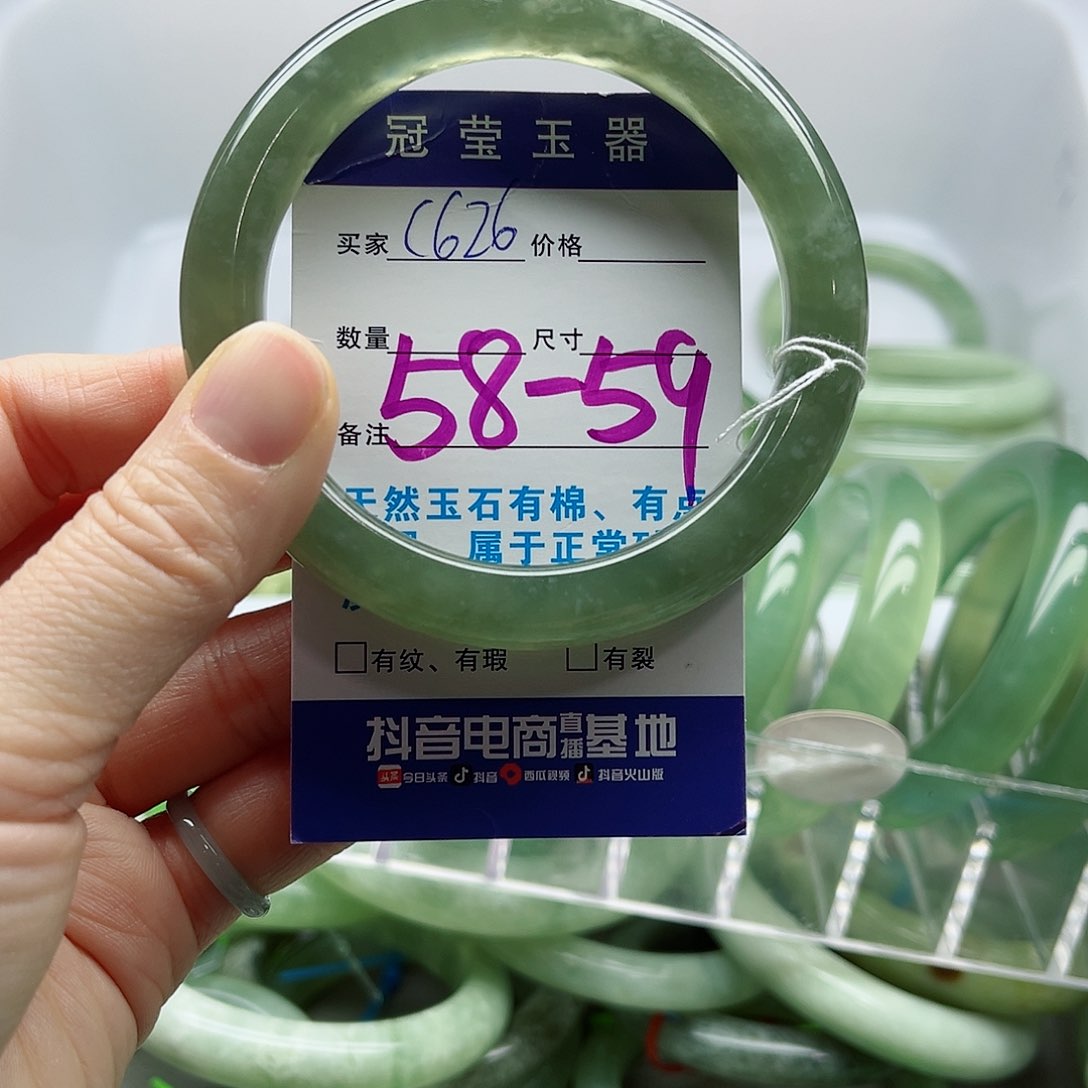 冠莹玉器
买家 C626 价格
数量 尺寸
58-59
备注
天然玉石有棉、有点
属于正常
有纹、有瑕 有裂
抖音电商直播基地
头条 今日头条 抖音 西瓜视频 抖音火山版